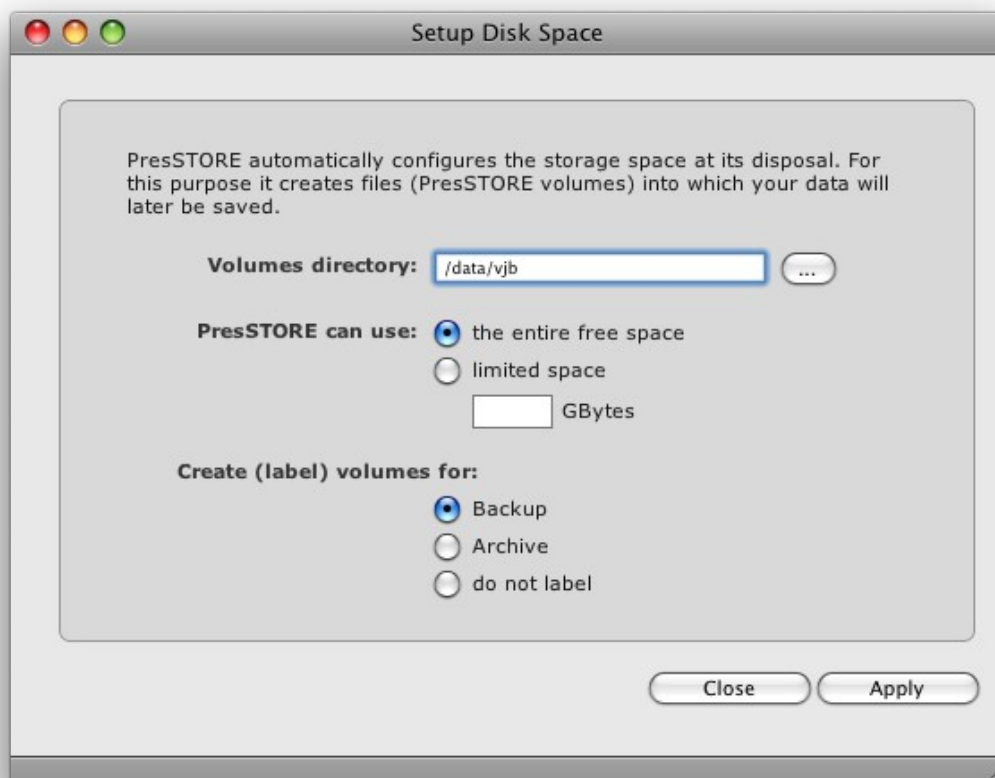 Setup Disk Space
PresSTORE automatically configures the storage space at its disposal. For
this purpose it creates files (PresSTORE volumes) into which your data will
later be saved.
Volumes directory: /data/vjb ...
PresSTORE can use: the entire free space
limited space
GBytes
Create (label) volumes for:
Backup
Archive
do not label
Close Apply